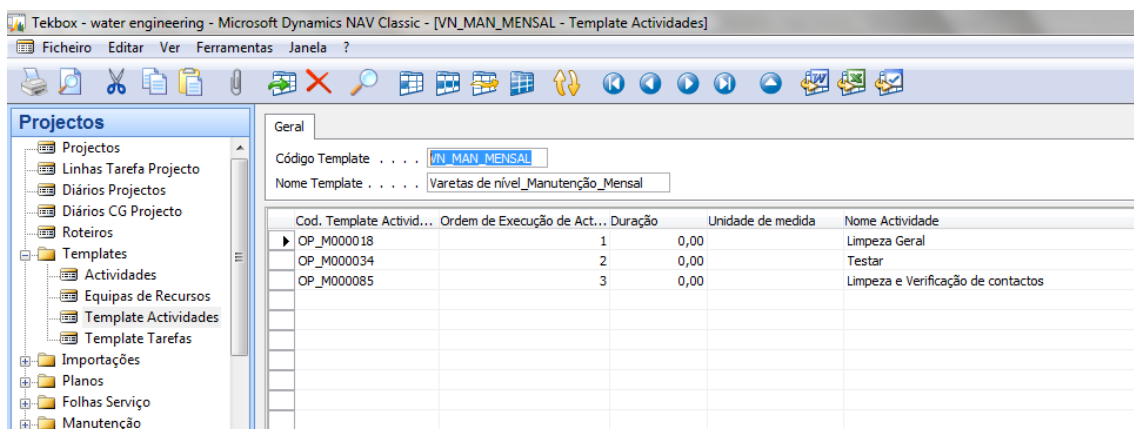 Tekbox - water engineering - Microsoft Dynamics NAV Classic - [VN_MAN_MENSAL - Template Actividades]
Ficheiro Editar Ver Ferramentas Janela ?
Projectos
Projectos
Linhas Tarefa Projecto
Diários Projectos
Diários CG Projecto
Roteiros
Templates
Actividades
Equipas de Recursos
Template Actividades
Template Tarefas
Importações
Planos
Folhas Serviço
Manutenção
Geral
Código Template . . . . VN_MAN_MENSAL
Nome Template . . . . . Varetas de nível_Manutenção_Mensal
Cod. Template Activid... Ordem de Execução de Act... Duração Unidade de medida Nome Actividade
OP_M000018 1 0,00 Limpeza Geral
OP_M000034 2 0,00 Testar
OP_M000085 3 0,00 Limpeza e Verificação de contactos